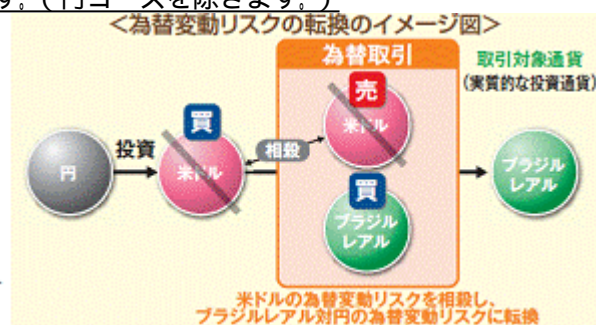 す。(円コースを除きます。)
<為替変動リスクの転換のイメージ図>
為替取引
取引対象通貨
(実質的な投資通貨)
売
米ドル
買
投資
相殺
円
米ドル
買
ブラジル
レアル
ブラジル
レアル
米ドルの為替変動リスクを相殺し、
ブラジルレアル対円の為替変動リスクに転換